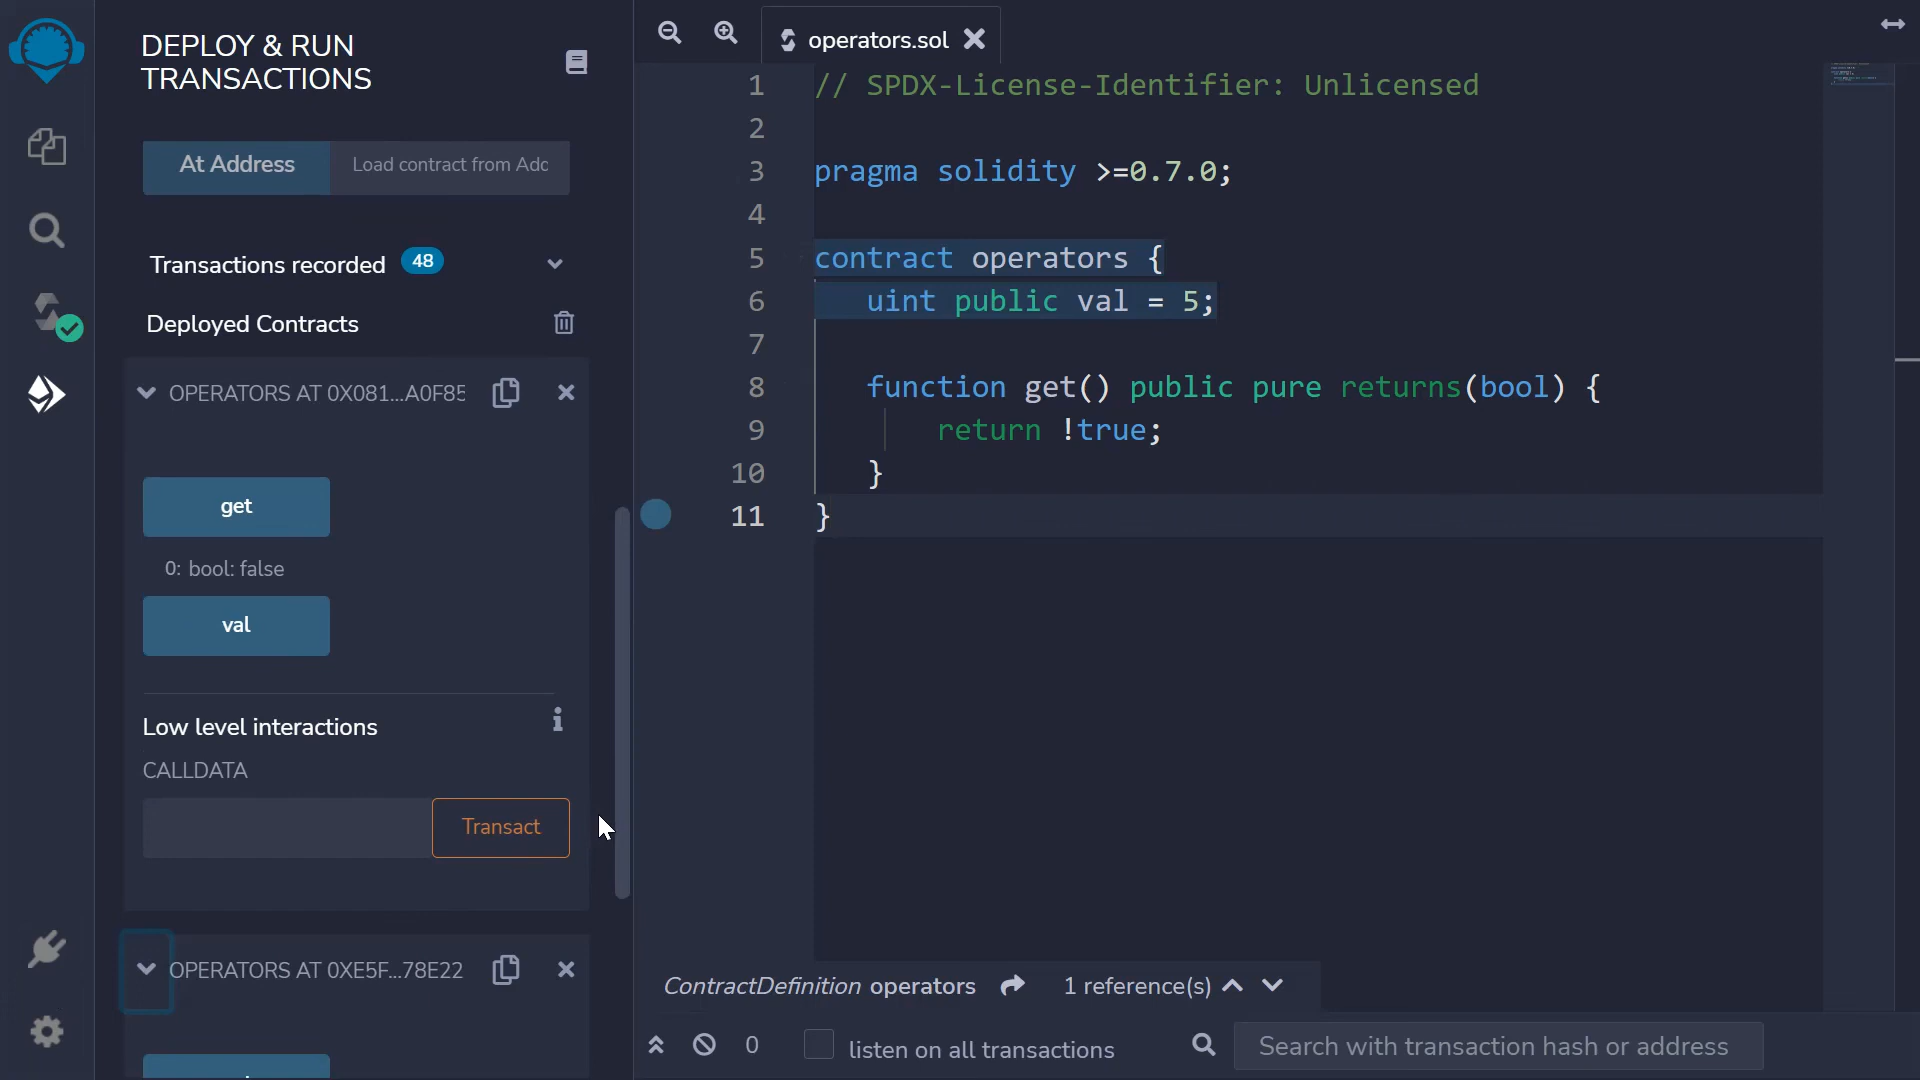 DEPLOY & RUN
TRANSACTIONS
At Address
Load contract from Adc
Transactions recorded 48
Deployed Contracts
OPERATORS AT 0X081...A0F85
get
0: bool: false
val
Low level interactions
CALLDATA
Transact
OPERATORS AT 0XE5F...78E22
operators.sol
1 // SPDX-License-Identifier: Unlicensed
2
3 pragma solidity >=0.7.0;
4
5 contract operators {
6 uint public val = 5;
7
8 function get() public pure returns(bool) {
9 return !true;
10 }
11 }
ContractDefinition operators 1 reference(s)
0 listen on all transactions Search with transaction hash or address